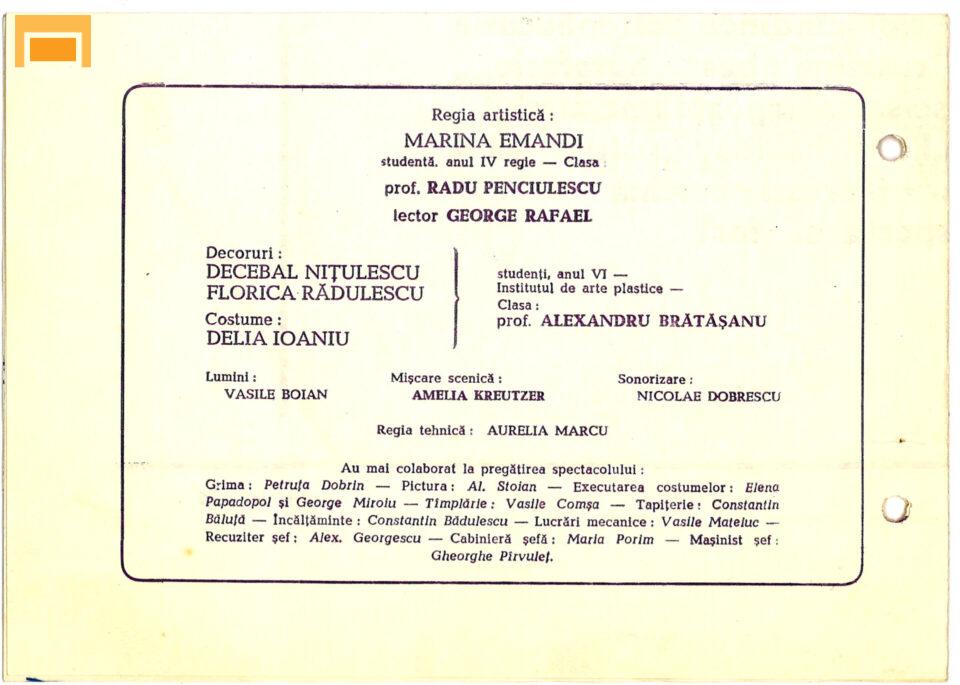 Regia artistică :
MARINA EMANDI
studentă. anul IV regie — Clasa :
prof. RADU PENCIULESCU
lector GEORGE RAFAEL
Decoruri :
DECEBAL NIȚULESCU
FLORICA RĂDULESCU
Costume :
DELIA IOANIU
studenți, anul VI —
Institutul de arte plastice —
Clasa :
prof. ALEXANDRU BRĂTĂȘANU
Lumini :
VASILE BOIAN
Mișcare scenică :
AMELIA KREUTZER
Sonorizare :
NICOLAE DOBRESCU
Regia tehnică : AURELIA MARCU
Au mai colaborat la pregătirea spectacolului :
Grima : Petruța Dobrin — Pictura : Al. Stoian — Executarea costumelor : Elena
Papadopol și George Miroiu — Timplărie : Vasile Comșa — Tapițerie : Constantin
Băluță — Încălțăminte : Constantin Bădulescu — Lucrări mecanice : Vasile Mateiuc —
Recuziter șef : Alex. Georgescu — Cabinieră șefă : Maria Porim — Mașinist șef :
Gheorghe Pîrvuleț.